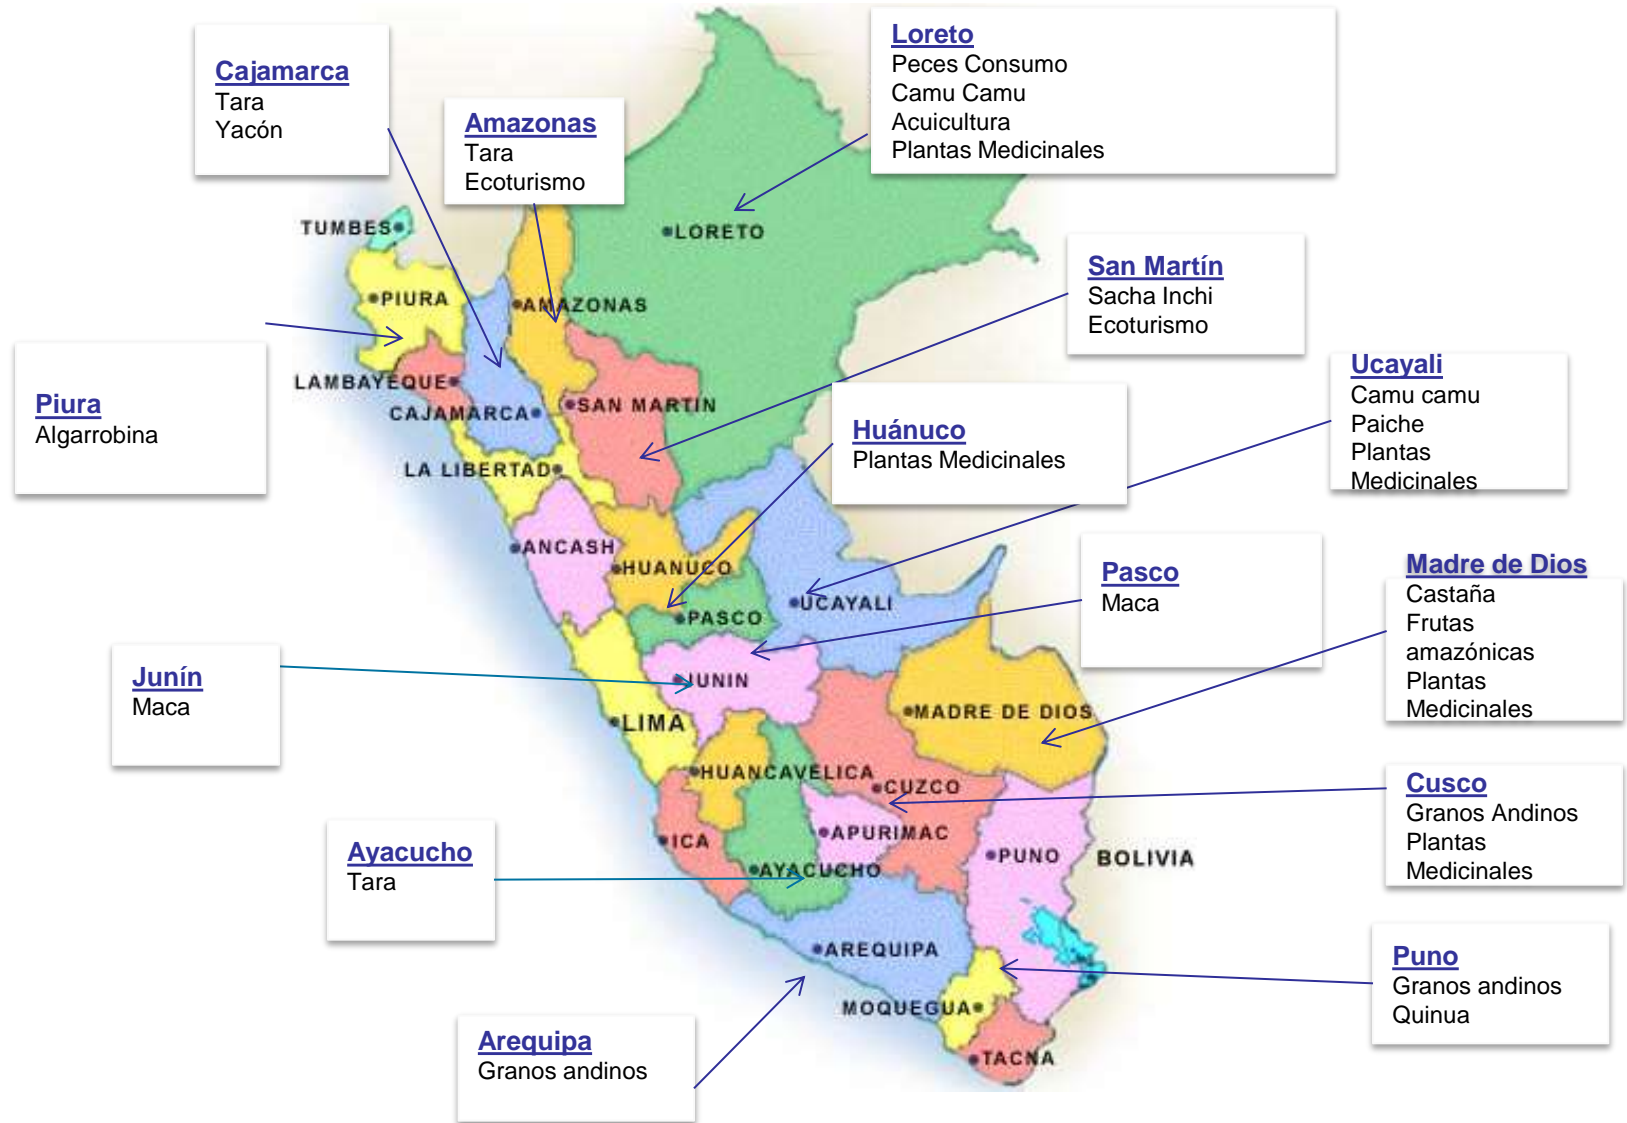 Loreto
Peces Consumo
Camu Camu
Acuicultura
Plantas Medicinales
Cajamarca
Tara
Yacón
Amazonas
Tara
Ecoturismo
San Martín
Sacha Inchi
Ecoturismo
Ucayali
Camu camu
Paiche
Plantas
Medicinales
Piura
Algarrobina
Huánuco
Plantas Medicinales
Pasco
Maca
Madre de Dios
Castaña
Frutas
amazónicas
Plantas
Medicinales
Junín
Maca
Cusco
Granos Andinos
Plantas
Medicinales
Ayacucho
Tara
Puno
Granos andinos
Quinua
Arequipa
Granos andinos
TUMBES
LORETO
PIURA
AMAZONAS
LAMBAYEQUE
CAJAMARCA
SAN MARTIN
LA LIBERTAD
ANCASH
HUANUCO
UCAYALI
PASCO
JUNIN
LIMA
MADRE DE DIOS
HUANCAVELICA
CUZCO
ICA
APURIMAC
AYACUCHO
PUNO
BOLIVIA
AREQUIPA
MOQUEGUA
TACNA